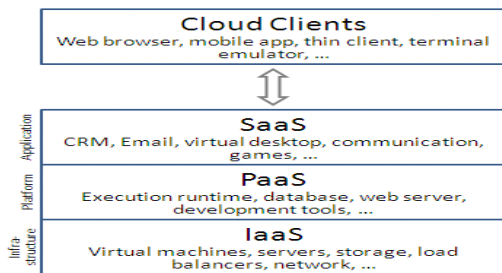 Cloud Clients
Web browser, mobile app, thin client, terminal
emulator, ...
Application
SaaS
CRM, Email, virtual desktop, communication,
games, ...
Platform
PaaS
Execution runtime, database, web server,
development tools, ...
Infra-
structure
IaaS
Virtual machines, servers, storage, load
balancers, network, ...